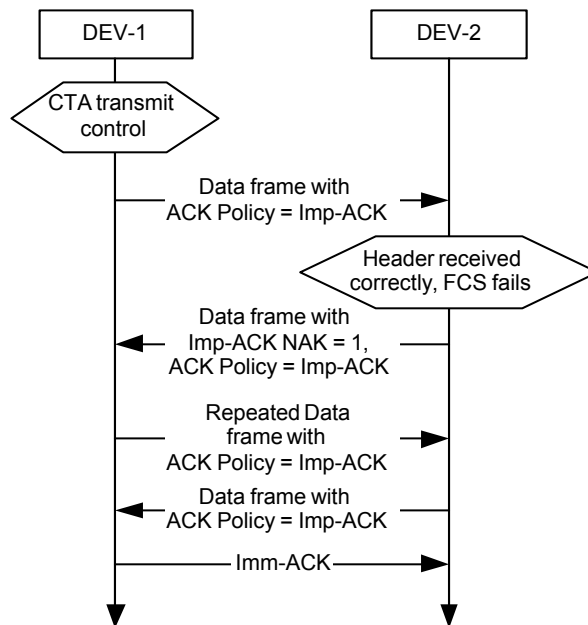 DEV-1
DEV-2
CTA transmit
control
Data frame with
ACK Policy = Imp-ACK
Header received
correctly, FCS fails
Data frame with
Imp-ACK NAK = 1,
ACK Policy = Imp-ACK
Repeated Data
frame with
ACK Policy = Imp-ACK
Data frame with
ACK Policy = Imp-ACK
Imm-ACK